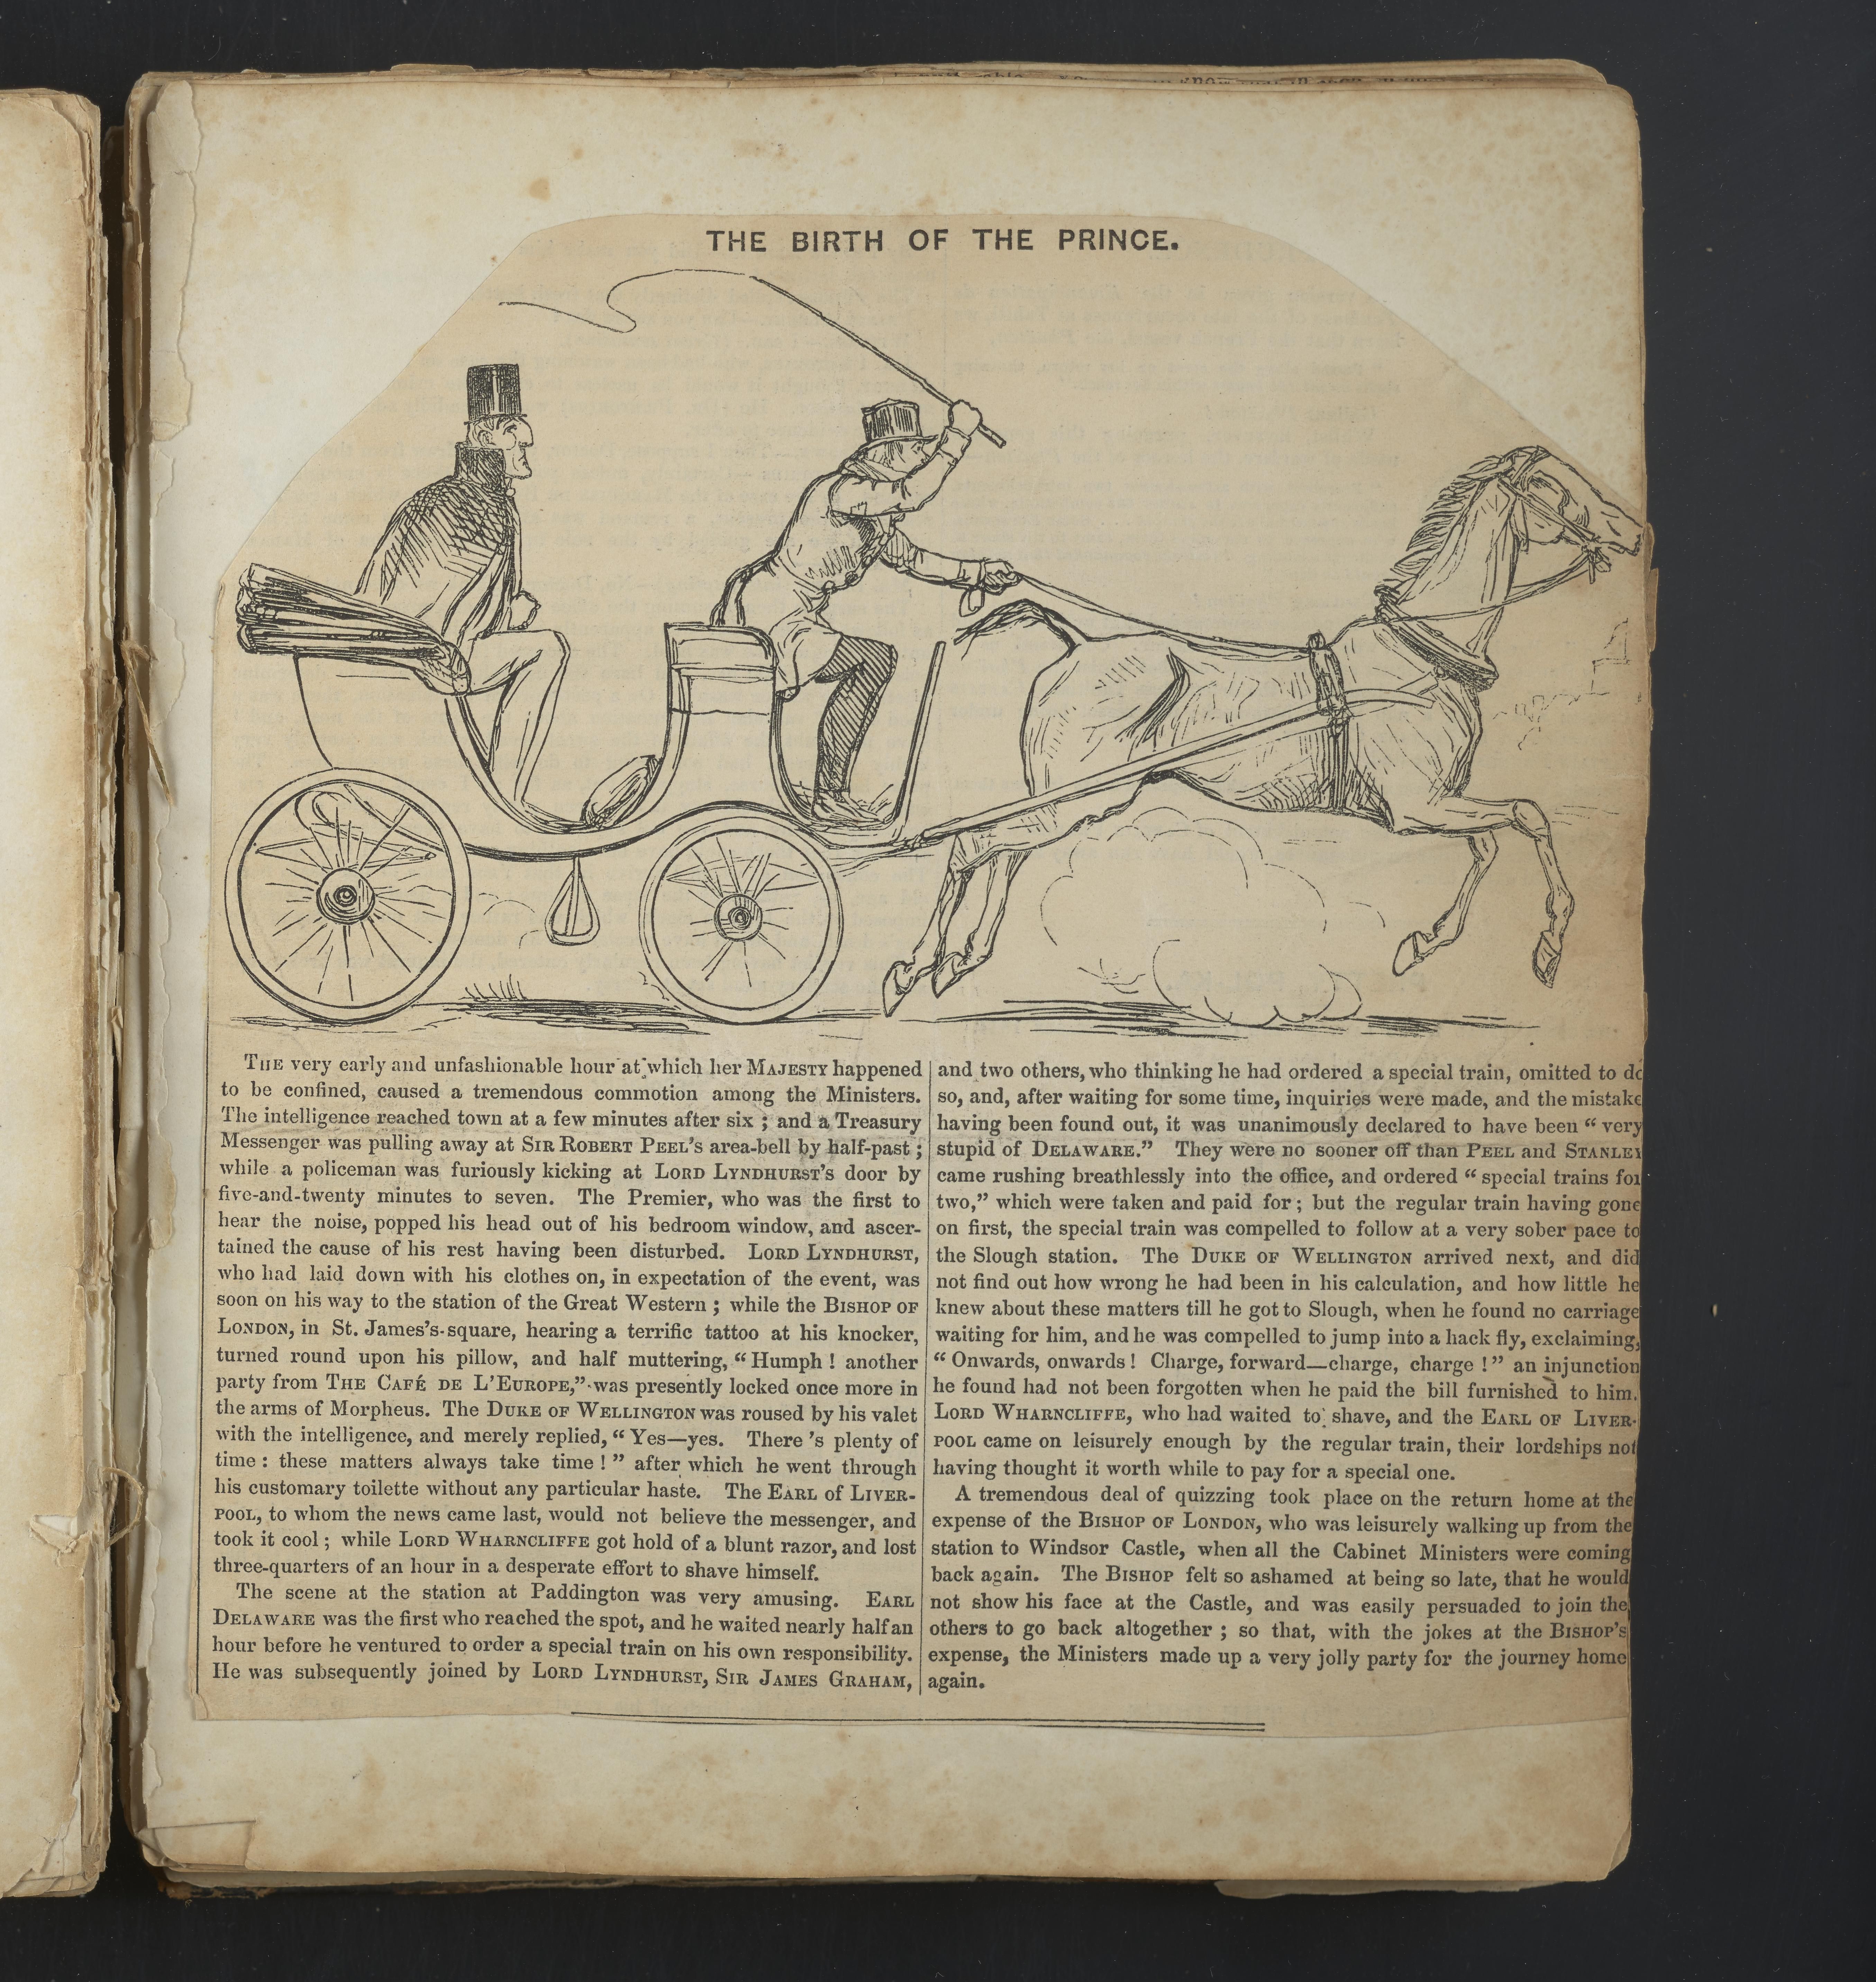 THE BIRTH OF THE PRINCE.
THE very early and unfashionable hour at which her MAJESTY happened
to be confined, caused a tremendous commotion among the Ministers.
The intelligence reached town at a few minutes after six ; and a Treasury
Messenger was pulling away at SIR ROBERT PEEL'S area-bell by half-past ;
while a policeman was furiously kicking at LORD LYNDHURST'S door by
five-and-twenty minutes to seven. The Premier, who was the first to
hear the noise, popped his head out of his bedroom window, and ascer-
tained the cause of his rest having been disturbed. LORD LYNDHURST,
who had laid down with his clothes on, in expectation of the event, was
soon on his way to the station of the Great Western ; while the BISHOP OF
LONDON, in St. James's-square, hearing a terrific tattoo at his knocker,
turned round upon his pillow, and half muttering, “ Humph ! another
party from THE CAFÉ DE L'EUROPE,” was presently locked once more in
the arms of Morpheus. The DUKE OF WELLINGTON was roused by his valet
with the intelligence, and merely replied, “ Yes—yes. There 's plenty of
time : these matters always take time ! ” after which he went through
his customary toilette without any particular haste. The EARL of LIVER-
POOL, to whom the news came last, would not believe the messenger, and
took it cool ; while LORD WHARNCLIFFE got hold of a blunt razor, and lost
three-quarters of an hour in a desperate effort to shave himself.
The scene at the station at Paddington was very amusing. EARL
DELAWARE was the first who reached the spot, and he waited nearly half an
hour before he ventured to order a special train on his own responsibility.
He was subsequently joined by LORD LYNDHURST, SIR JAMES GRAHAM,
and two others, who thinking he had ordered a special train, omitted to do
so, and, after waiting for some time, inquiries were made, and the mistake
having been found out, it was unanimously declared to have been “ very
stupid of DELAWARE.” They were no sooner off than PEEL and STANLEY
came rushing breathlessly into the office, and ordered “ special trains for
two,” which were taken and paid for ; but the regular train having gone
on first, the special train was compelled to follow at a very sober pace to
the Slough station. The DUKE OF WELLINGTON arrived next, and did
not find out how wrong he had been in his calculation, and how little he
knew about these matters till he got to Slough, when he found no carriage
waiting for him, and he was compelled to jump into a hack fly, exclaiming,
“ Onwards, onwards ! Charge, forward—charge, charge ! ” an injunction
he found had not been forgotten when he paid the bill furnished to him.
LORD WHARNCLIFFE, who had waited to shave, and the EARL OF LIVER-
POOL came on leisurely enough by the regular train, their lordships not
having thought it worth while to pay for a special one.
A tremendous deal of quizzing took place on the return home at the
expense of the BISHOP OF LONDON, who was leisurely walking up from the
station to Windsor Castle, when all the Cabinet Ministers were coming
back again. The BISHOP felt so ashamed at being so late, that he would
not show his face at the Castle, and was easily persuaded to join the
others to go back altogether ; so that, with the jokes at the BISHOP'S
expense, the Ministers made up a very jolly party for the journey home
again.